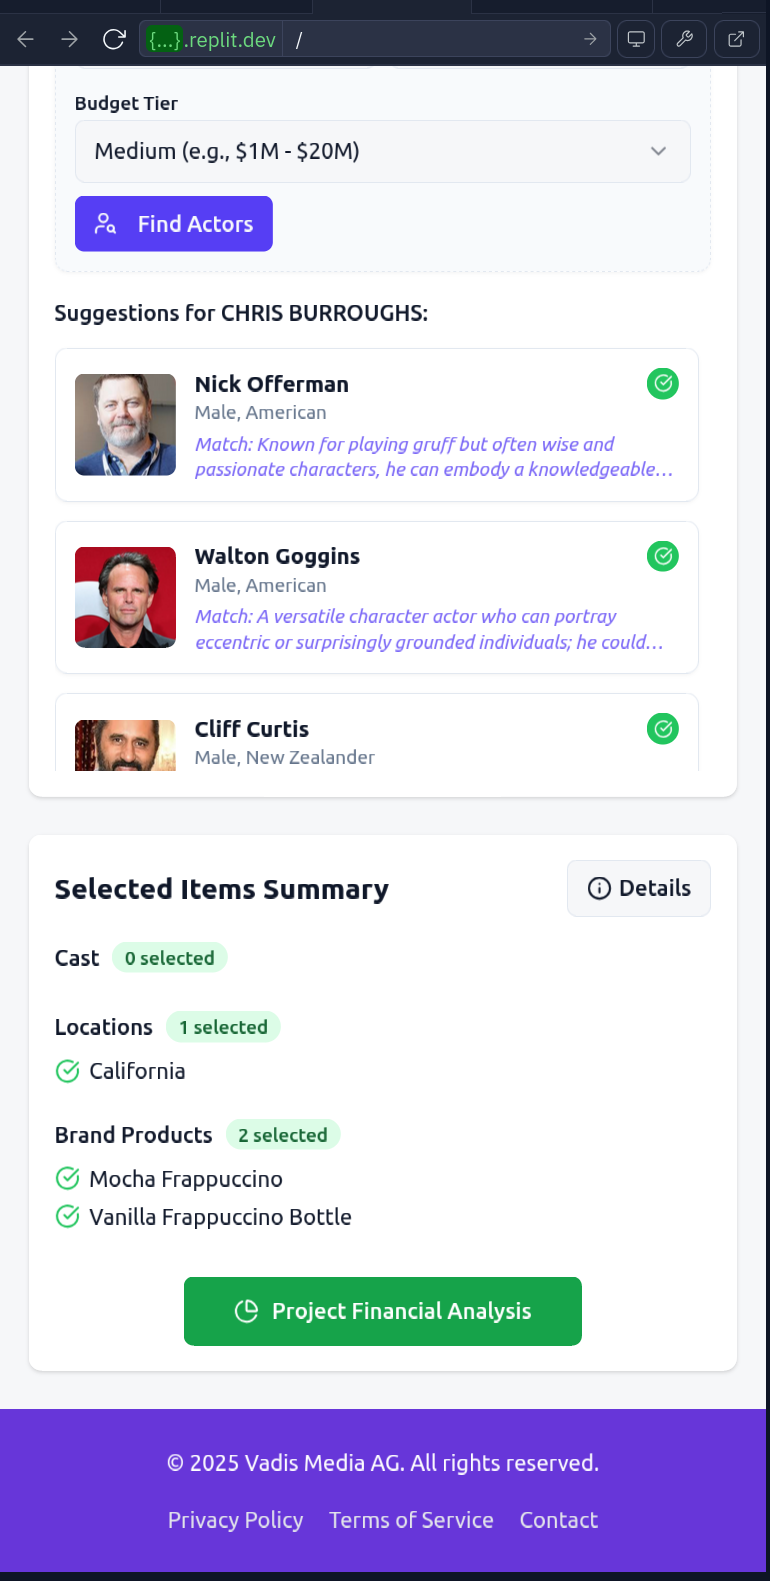 {...}.replit.dev /
Budget Tier
Medium (e.g., $1M - $20M)
Find Actors
Suggestions for CHRIS BURROUGHS:
Nick Offerman
Male, American
Match: Known for playing gruff but often wise and
passionate characters, he can embody a knowledgeable...
Walton Goggins
Male, American
Match: A versatile character actor who can portray
eccentric or surprisingly grounded individuals; he could...
Cliff Curtis
Male, New Zealander
Selected Items Summary
Details
Cast 0 selected
Locations 1 selected
California
Brand Products 2 selected
Mocha Frappuccino
Vanilla Frappuccino Bottle
Project Financial Analysis
© 2025 Vadis Media AG. All rights reserved.
Privacy Policy Terms of Service Contact